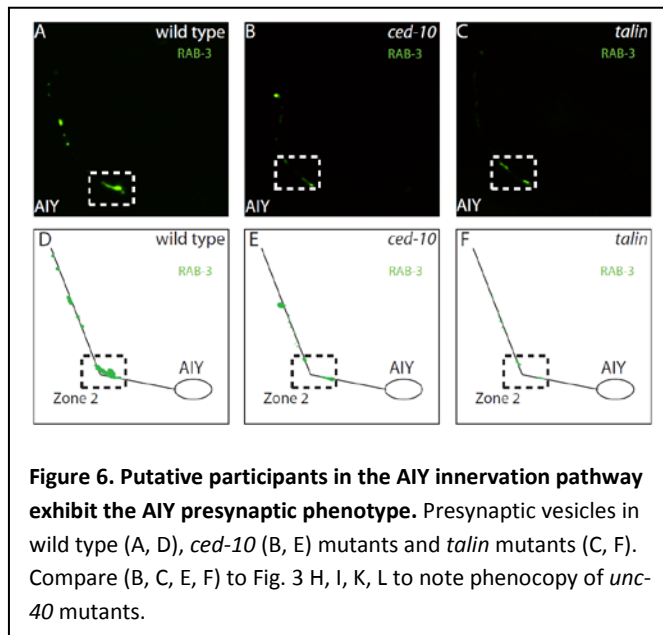 A wild type B ced-10 C talin
RAB-3 RAB-3 RAB-3
AIY AIY AIY
D wild type E ced-10 F talin
RAB-3 RAB-3 RAB-3
AIY AIY AIY
Zone 2 Zone 2 Zone 2
Figure 6. Putative participants in the AIY innervation pathway
exhibit the AIY presynaptic phenotype. Presynaptic vesicles in
wild type (A, D), ced-10 (B, E) mutants and talin mutants (C, F).
Compare (B, C, E, F) to Fig. 3 H, I, K, L to note phenocopy of unc-
40 mutants.